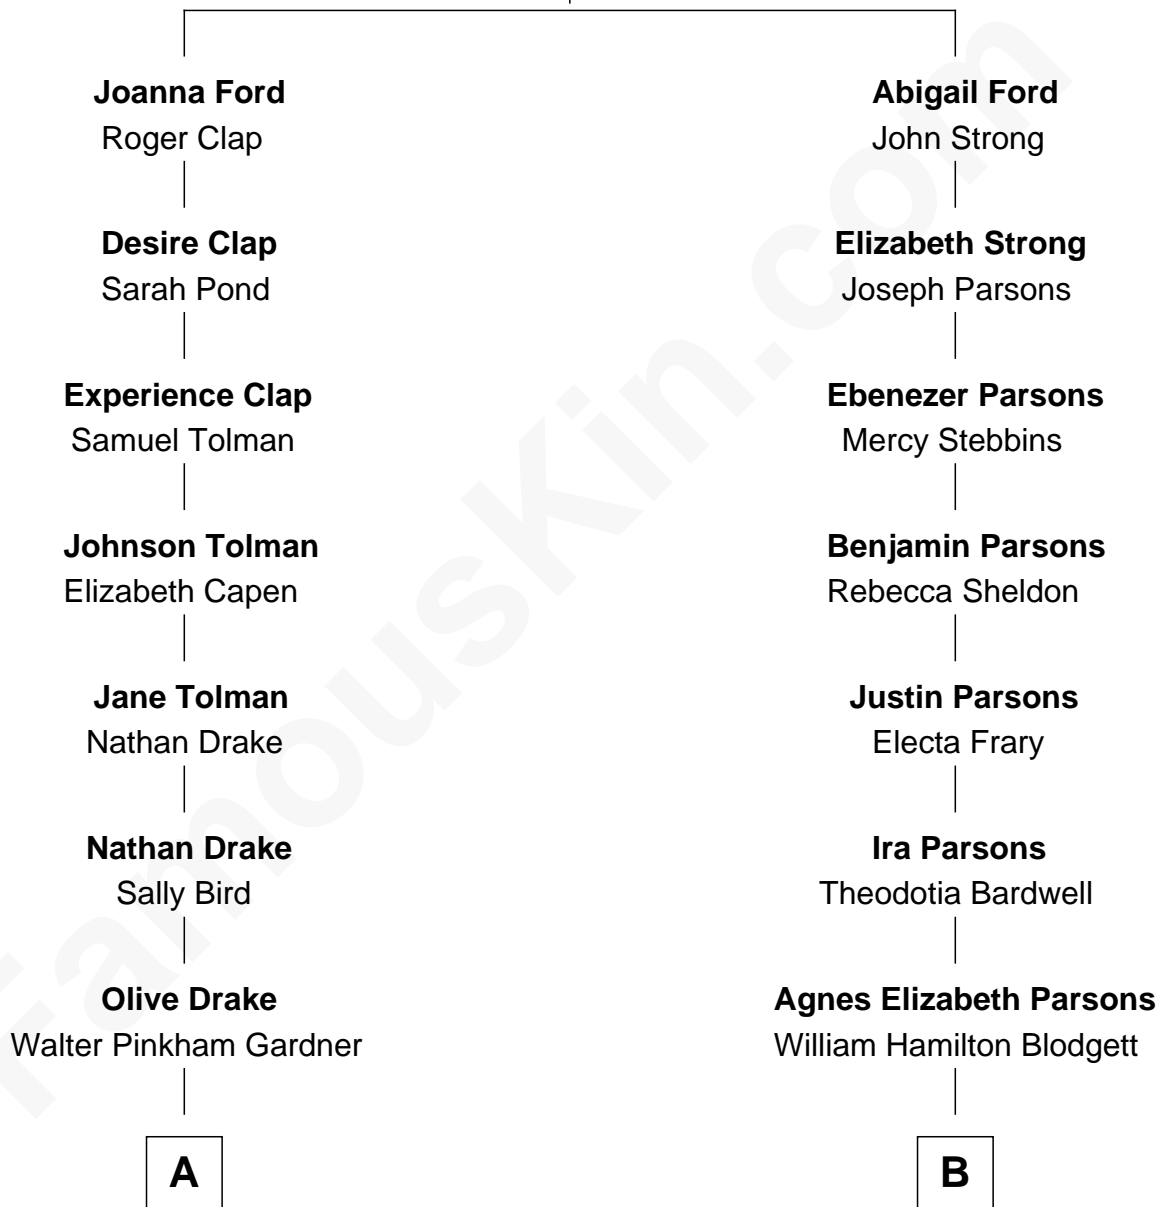 Joanna Ford
Roger Clap
Abigail Ford
John Strong
Desire Clap
Sarah Pond
Elizabeth Strong
Joseph Parsons
Experience Clap
Samuel Tolman
Ebenezer Parsons
Mercy Stebbins
Johnson Tolman
Elizabeth Capen
Benjamin Parsons
Rebecca Sheldon
Jane Tolman
Nathan Drake
Justin Parsons
Electa Frary
Nathan Drake
Sally Bird
Ira Parsons
Theodotia Bardwell
Olive Drake
Walter Pinkham Gardner
Agnes Elizabeth Parsons
William Hamilton Blodgett
A
B
FamousKin.com